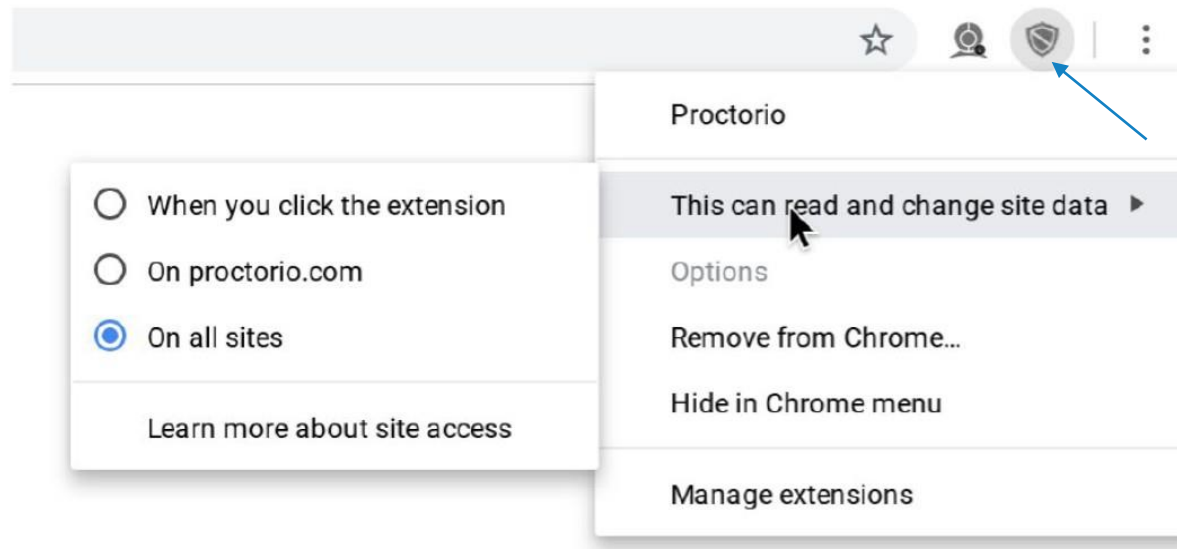 Proctorio
This can read and change site data
Options
Remove from Chrome...
Hide in Chrome menu
Manage extensions
When you click the extension
On proctorio.com
On all sites
Learn more about site access